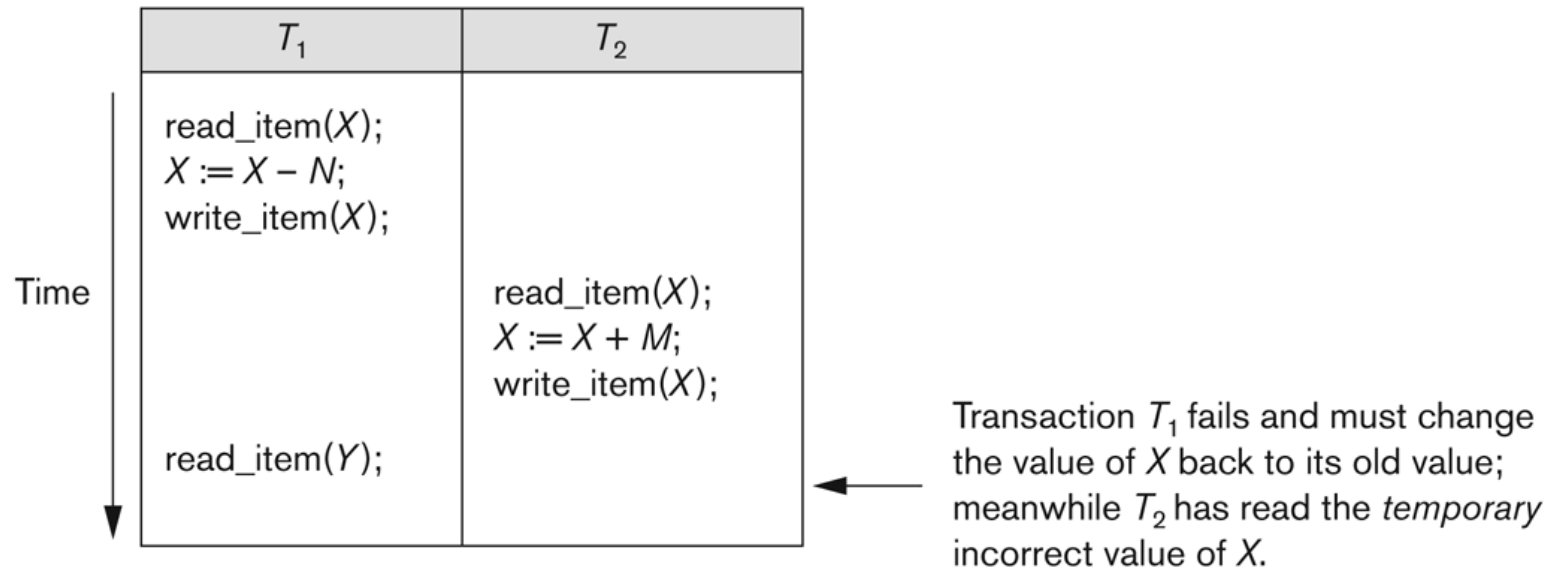 T₁ T₂
read_item(X);
X := X – N;
write_item(X);
Time
read_item(X);
X := X + M;
write_item(X);
read_item(Y);
Transaction T₁ fails and must change
the value of X back to its old value;
meanwhile T₂ has read the temporary
incorrect value of X.